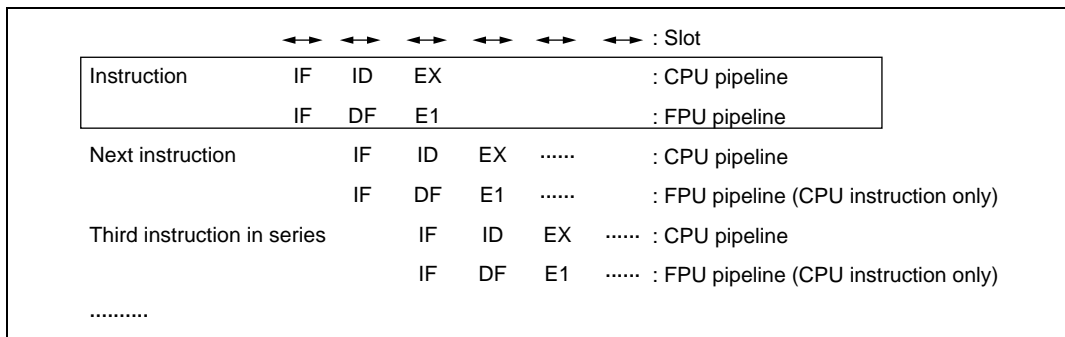 : Slot
Instruction IF ID EX : CPU pipeline
IF DF E1 : FPU pipeline
Next instruction IF ID EX ...... : CPU pipeline
IF DF E1 ...... : FPU pipeline (CPU instruction only)
Third instruction in series IF ID EX ...... : CPU pipeline
IF DF E1 ...... : FPU pipeline (CPU instruction only)
..........